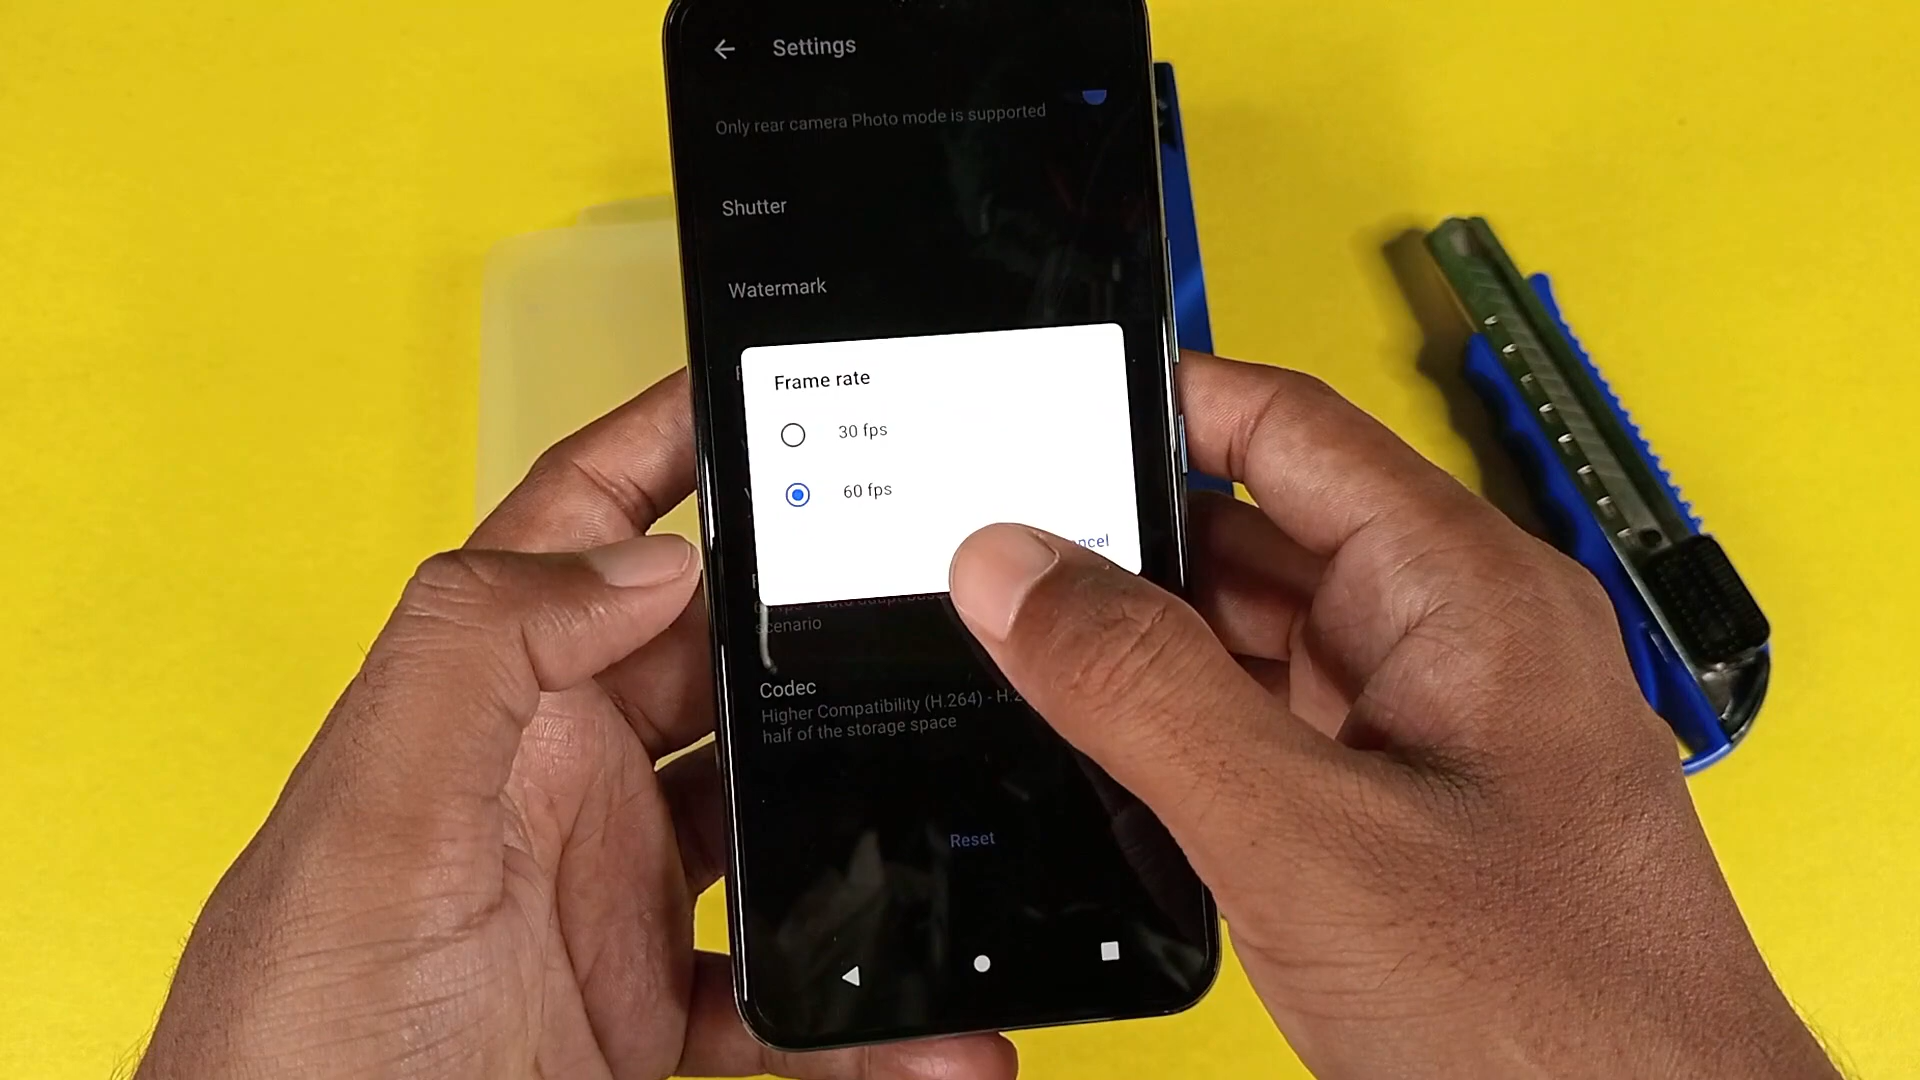 Settings
Only rear camera Photo mode is supported
Shutter
Watermark
Frame rate
30 fps
60 fps
scenario
Codec
Higher Compatibility (H.264) -
half of the storage space
Reset